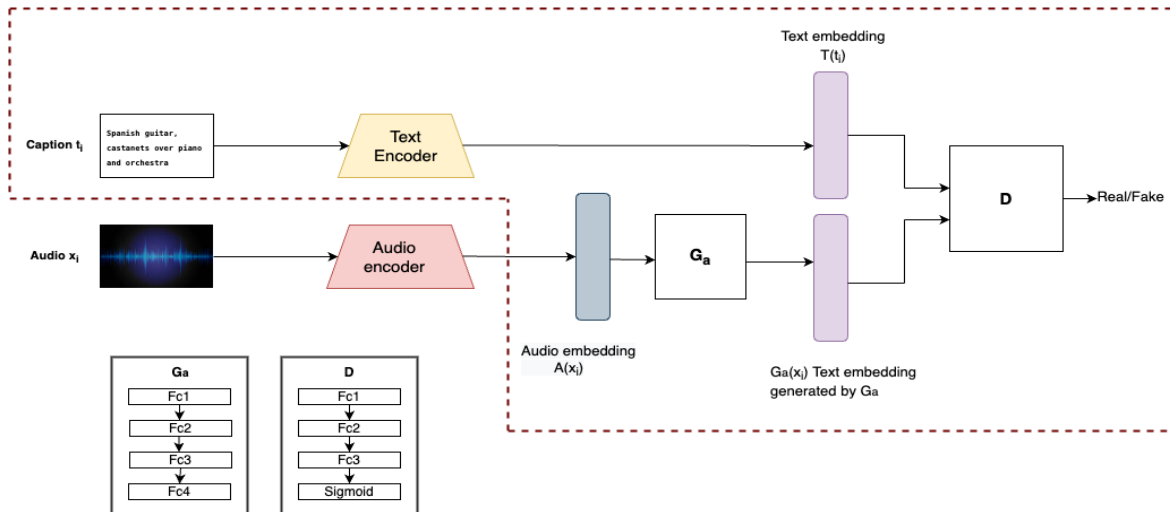 Text embedding
T(tᵢ)
Caption tᵢ
Spanish guitar,
castanets over piano
and orchestra
Text
Encoder
D
Real/Fake
Audio xᵢ
Audio
encoder
Gₐ
Audio embedding
A(xᵢ)
Ga(xᵢ) Text embedding
generated by Ga
Ga
Fc1
Fc2
Fc3
Fc4
D
Fc1
Fc2
Fc3
Sigmoid